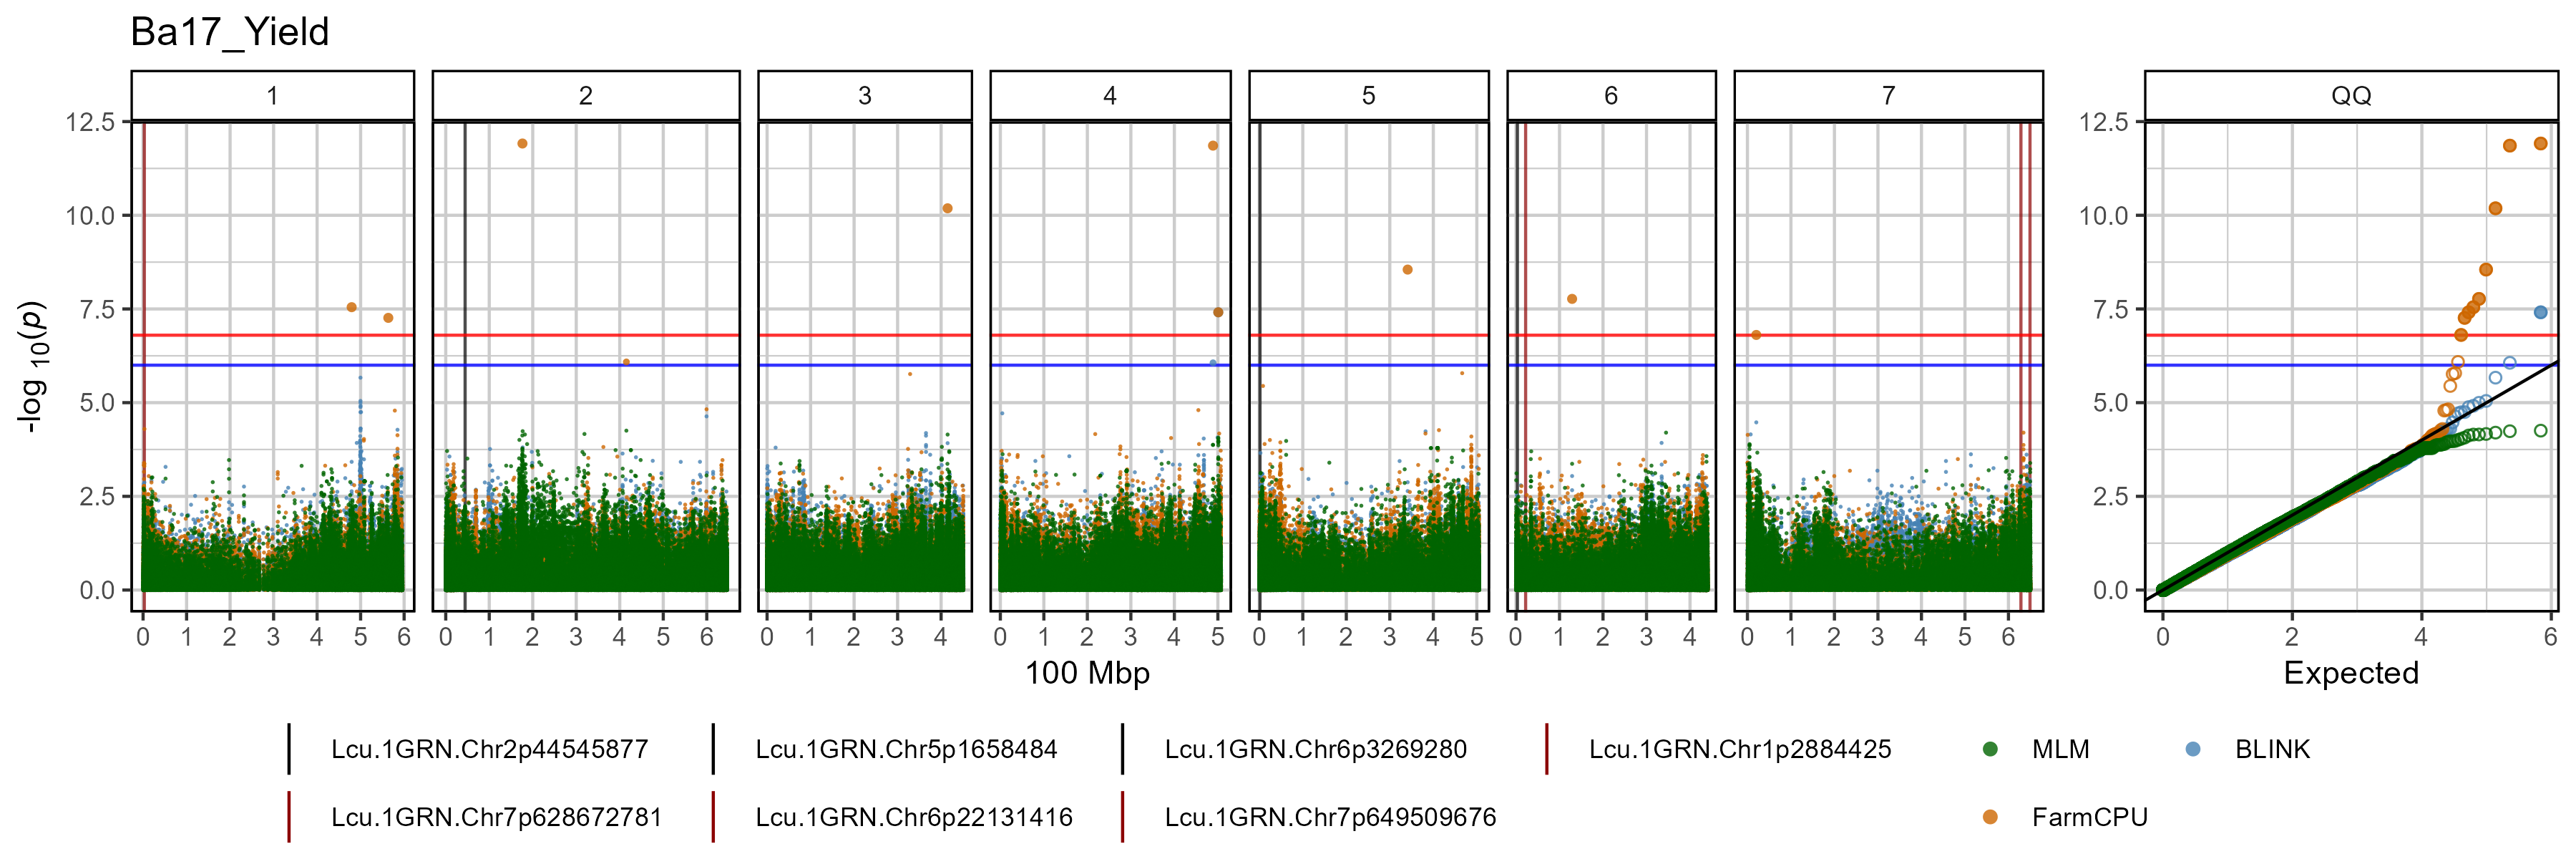 Ba17_Yield
1 2 3 4 5 6 7 QQ
12.5 12.5
10.0 10.0
7.5 7.5
5.0 5.0
2.5 2.5
0.0 0.0
-log 10(p)
0 1 2 3 4 5 6 0 1 2 3 4 5 6 0 1 2 3 4 0 1 2 3 4 5 0 1 2 3 4 5 0 1 2 3 4 0 1 2 3 4 5 6 0 2 4 6
100 Mbp Expected
Lcu.1GRN.Chr2p44545877 Lcu.1GRN.Chr5p1658484 Lcu.1GRN.Chr6p3269280 Lcu.1GRN.Chr1p2884425 MLM BLINK
Lcu.1GRN.Chr7p628672781 Lcu.1GRN.Chr6p22131416 Lcu.1GRN.Chr7p649509676 FarmCPU